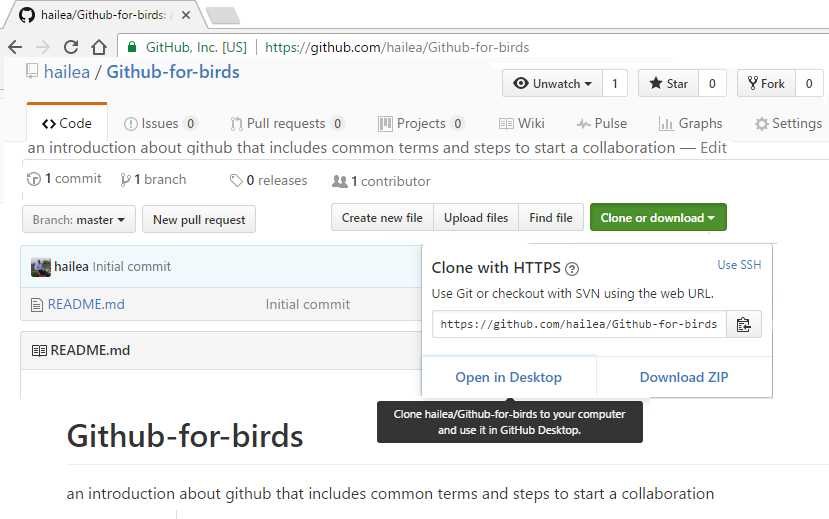 hailea/Github-for-birds: a
GitHub, Inc. [US] https://github.com/hailea/Github-for-birds
hailea / Github-for-birds
Unwatch 1 Star 0 Fork 0
Code Issues 0 Pull requests 0 Projects 0 Wiki Pulse Graphs Settings
an introduction about github that includes common terms and steps to start a collaboration — Edit
1 commit 1 branch 0 releases 1 contributor
Branch: master New pull request Create new file Upload files Find file Clone or download
hailea Initial commit
README.md Initial commit
README.md
Clone with HTTPS ? Use SSH
Use Git or checkout with SVN using the web URL.
https://github.com/hailea/Github-for-birds
Open in Desktop Download ZIP
Clone hailea/Github-for-birds to your computer
and use it in GitHub Desktop.
Github-for-birds
an introduction about github that includes common terms and steps to start a collaboration